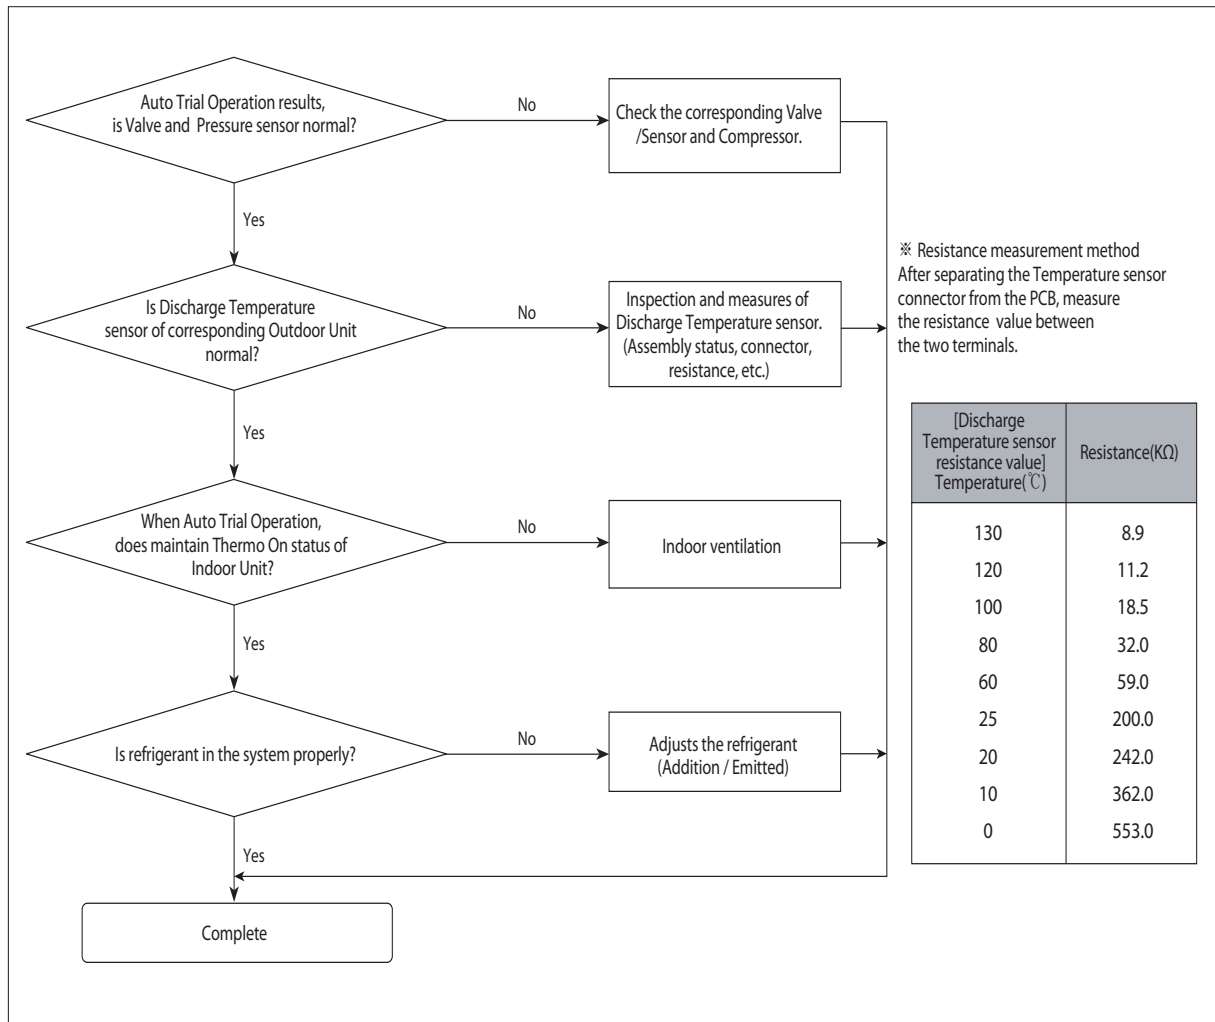 Auto Trial Operation results,
is Valve and Pressure sensor normal?
No
Check the corresponding Valve
/Sensor and Compressor.
Yes
Is Discharge Temperature
sensor of corresponding Outdoor Unit
normal?
No
Inspection and measures of
Discharge Temperature sensor.
(Assembly status, connector,
resistance, etc.)
Yes
When Auto Trial Operation,
does maintain Thermo On status of
Indoor Unit?
No
Indoor ventilation
Yes
Is refrigerant in the system properly?
No
Adjusts the refrigerant
(Addition / Emitted)
Yes
Complete
※ Resistance measurement method
After separating the Temperature sensor
connector from the PCB, measure
the resistance value between
the two terminals.
[Discharge
Temperature sensor
resistance value]
Temperature(℃)
Resistance(KΩ)
130 8.9
120 11.2
100 18.5
80 32.0
60 59.0
25 200.0
20 242.0
10 362.0
0 553.0